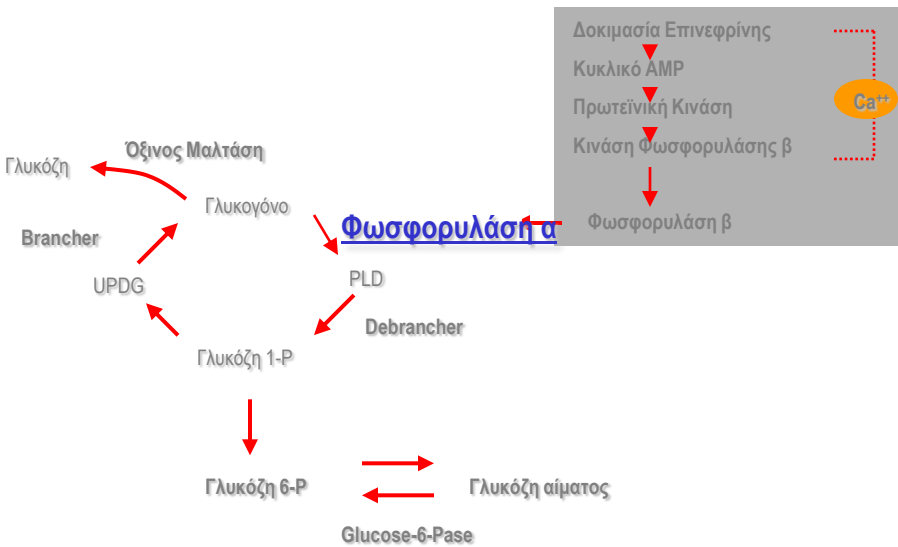 Δοκιμασία Επινεφρίνης
Κυκλικό AMP
Ca++
Πρωτεϊνική Κινάση
Κινάση Φωσφορυλάσης β
Όξινος Μαλτάση
Γλυκόζη
Γλυκογόνο
Φωσφορυλάση α
Φωσφορυλάση β
Brancher
UPDG
PLD
Debrancher
Γλυκόζη 1-P
Γλυκόζη 6-P
Γλυκόζη αίματος
Glucose-6-Pase